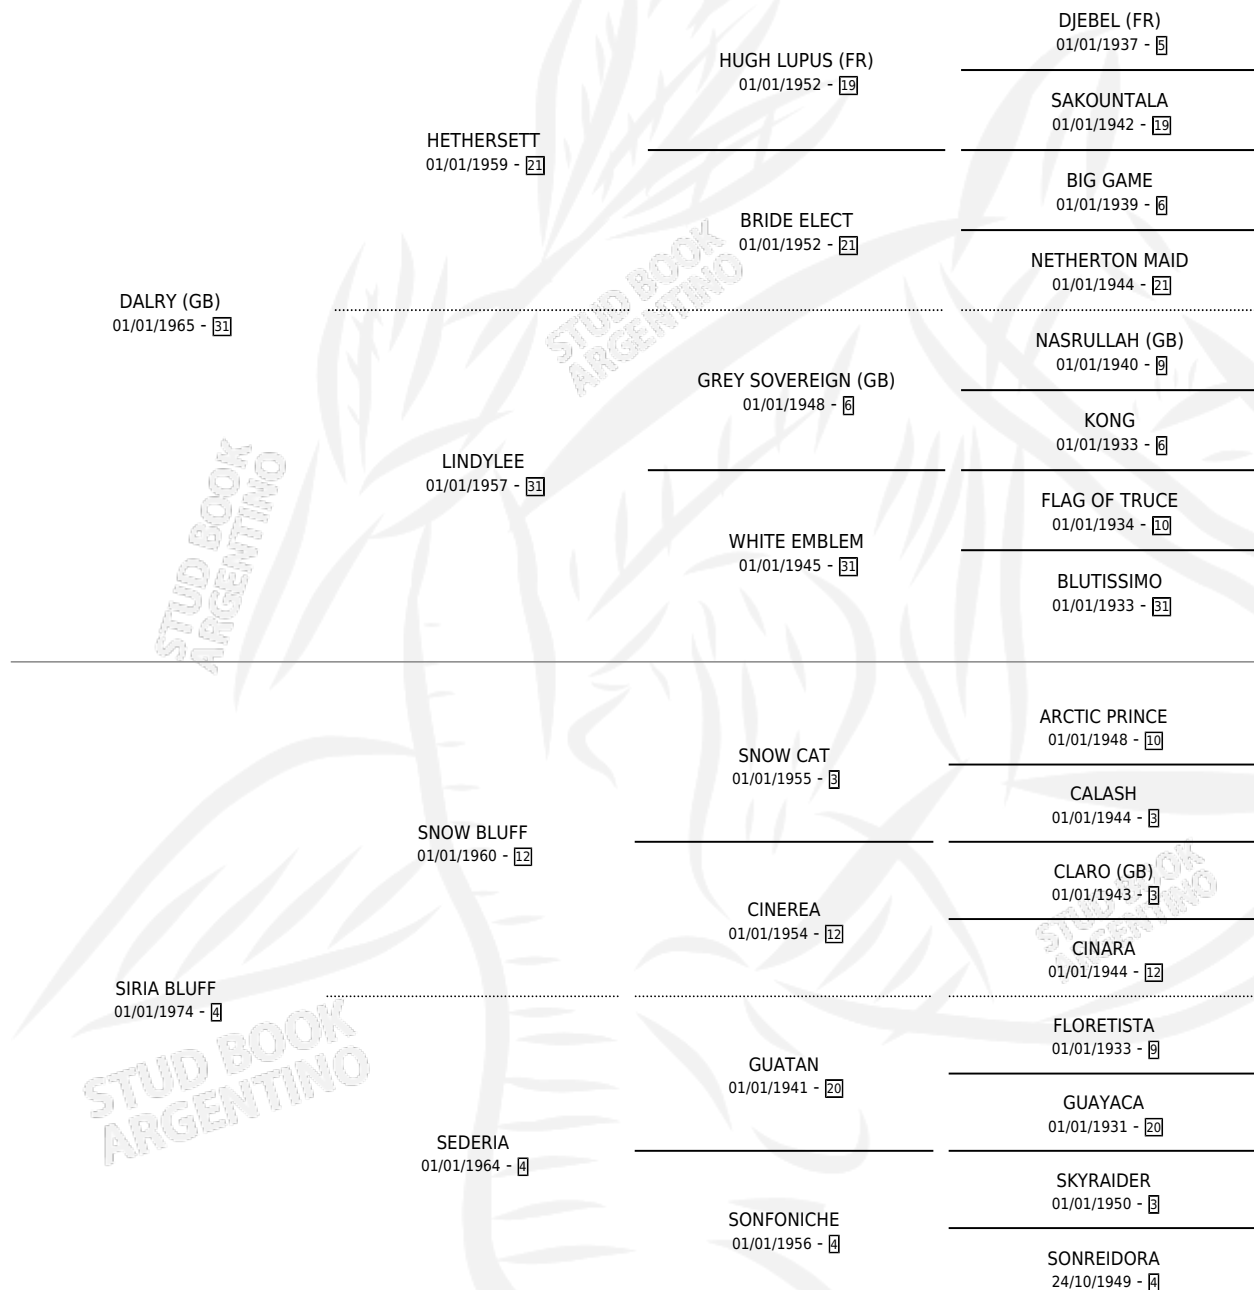 DJEBEL (FR)
01/01/1937 - 5
HUGH LUPUS (FR)
01/01/1952 - 19
SAKOUNTALA
01/01/1942 - 19
HETHERSETT
01/01/1959 - 21
BIG GAME
01/01/1939 - 6
BRIDE ELECT
01/01/1952 - 21
NETHERTON MAID
01/01/1944 - 21
DALRY (GB)
01/01/1965 - 31
NASRULLAH (GB)
01/01/1940 - 9
GREY SOVEREIGN (GB)
01/01/1948 - 6
KONG
01/01/1933 - 6
LINDYLEE
01/01/1957 - 31
FLAG OF TRUCE
01/01/1934 - 10
WHITE EMBLEM
01/01/1945 - 31
BLUTISSIMO
01/01/1933 - 31
ARCTIC PRINCE
01/01/1948 - 10
SNOW CAT
01/01/1955 - 3
CALASH
01/01/1944 - 3
SNOW BLUFF
01/01/1960 - 12
CLARO (GB)
01/01/1943 - 3
CINEREA
01/01/1954 - 12
CINARA
01/01/1944 - 12
SIRIA BLUFF
01/01/1974 - 4
FLORETISTA
01/01/1933 - 9
GUATAN
01/01/1941 - 20
GUAYACA
01/01/1931 - 20
SEDERIA
01/01/1964 - 4
SKYRAIDER
01/01/1950 - 3
SONFONICHE
01/01/1956 - 4
SONREIDORA
24/10/1949 - 4
STUD BOOK
ARGENTINO
STUD BOOK
ARGENTINO
STUD BOOK
ARGENTINO
STUD BOOK
ARGENTINO